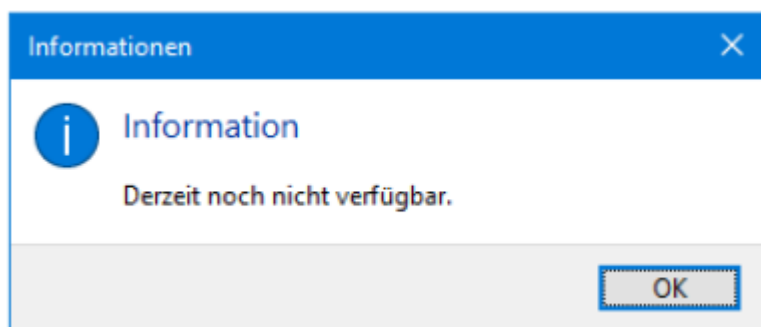 Informationen
Information
Derzeit noch nicht verfügbar.
OK